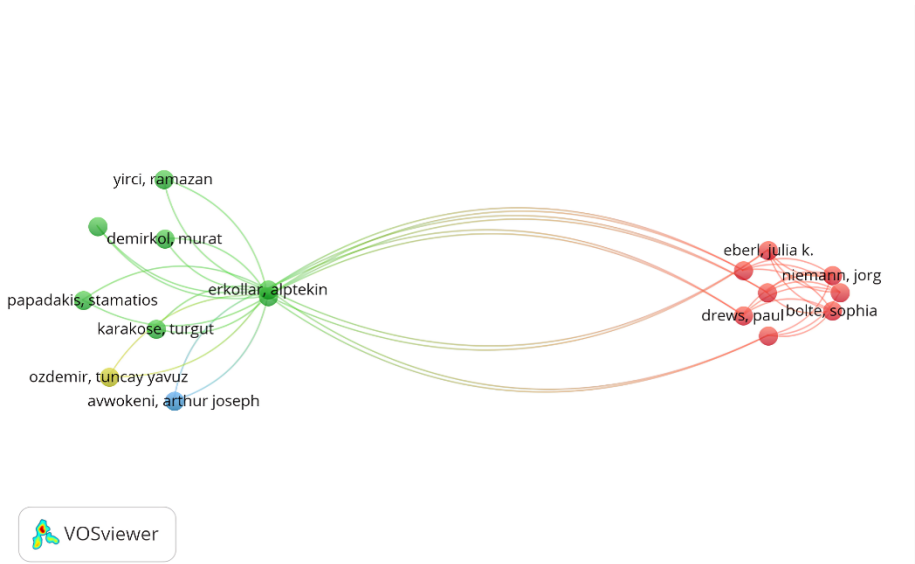 yirci, ramazan
demirkol, murat
erkollar, alptekin
papadakis, stamatios
karakose, turgut
ozdemir, tuncay yavuz
avwokeni, arthur joseph
eberl, julia k.
niemann, jorg
drews, paul
bolte, sophia
VOSviewer